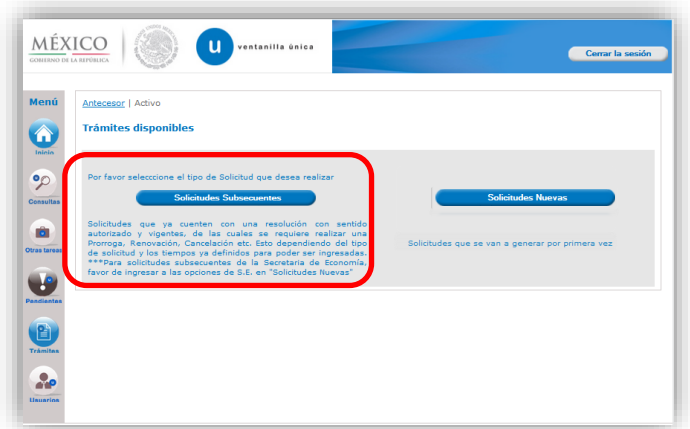 MÉXICO
GOBIERNO DE LA REPÚBLICA
u ventanilla única
Cerrar la sesión
Menú
Inicio
Consultas
Otras tareas
Pendientes
Trámites
Usuarios
Antecesor | Activo
Trámites disponibles
Por favor selecccione el tipo de Solicitud que desea realizar
Solicitudes Subsecuentes
Solicitudes que ya cuenten con una resolución con sentido
autorizado y vigentes, de las cuales se requiere realizar una
Prorroga, Renovación, Cancelación etc. Esto dependiendo del tipo
de solicitud y los tiempos ya definidos para poder ser ingresadas.
***Para solicitudes subsecuentes de la Secretaria de Economía,
favor de ingresar a las opciones de S.E. en "Solicitudes Nuevas"
Solicitudes Nuevas
Solicitudes que se van a generar por primera vez